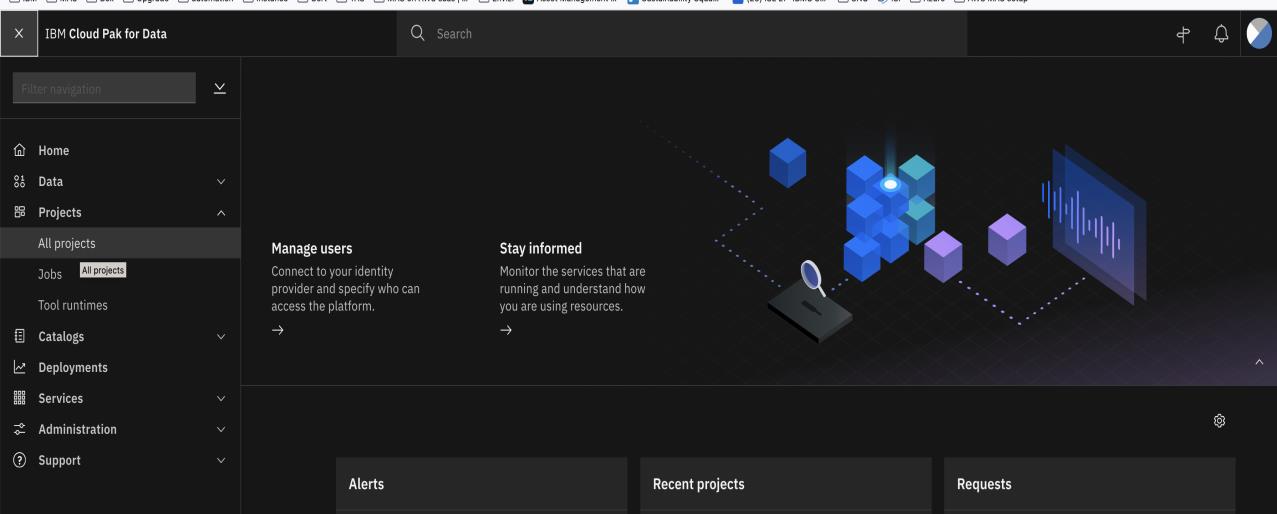 IBM Cloud Pak for Data
Search
Filter navigation
Home
Data
Projects
All projects
Jobs
All projects
Tool runtimes
Catalogs
Deployments
Services
Administration
Support
Manage users
Connect to your identity
provider and specify who can
access the platform.
Stay informed
Monitor the services that are
running and understand how
you are using resources.
Alerts
Recent projects
Requests